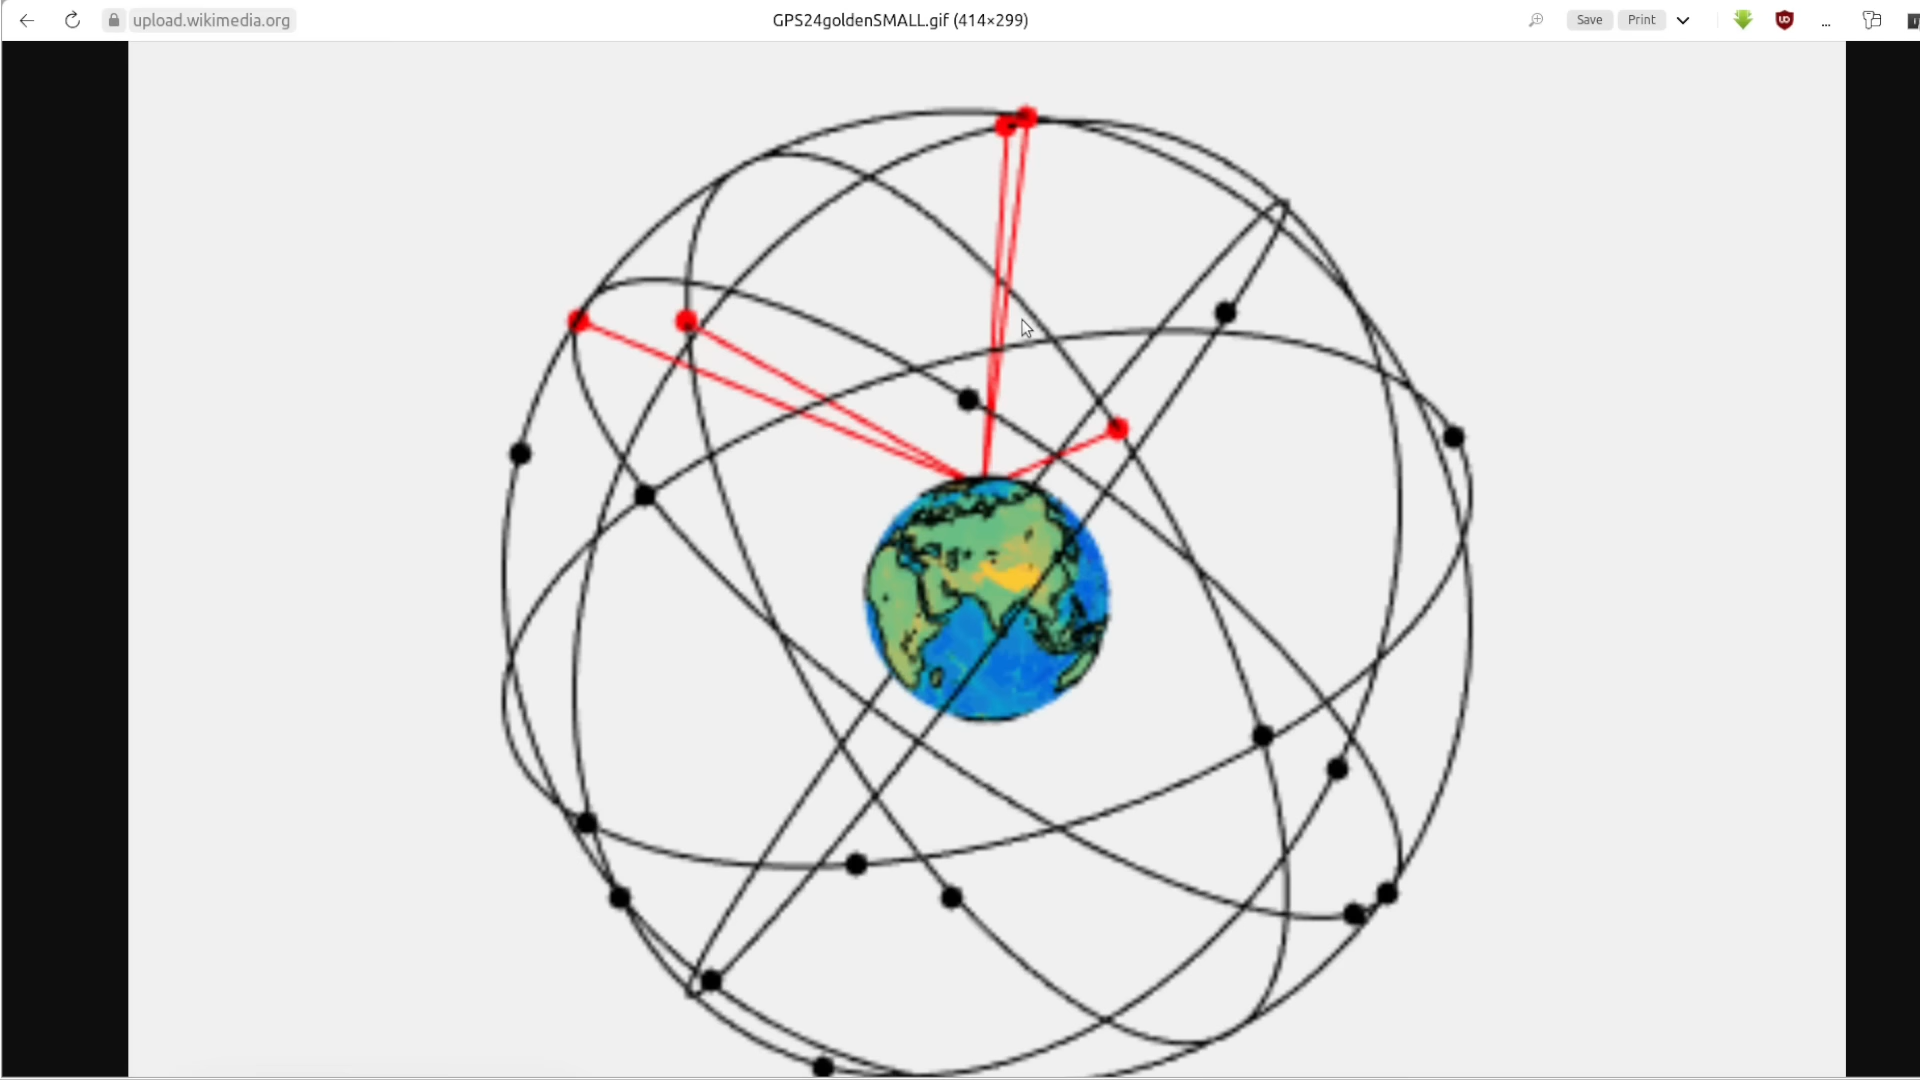 upload.wikimedia.org
GPS24goldenSMALL.gif (414×299)
Save
Print
...